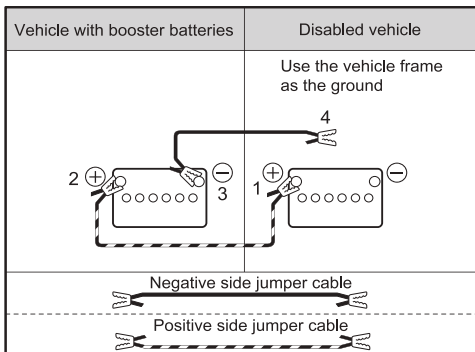 Vehicle with booster batteries
Disabled vehicle
Use the vehicle frame
as the ground
4
2 ⊕
⊖
3
1
⊕
⊖
Negative side jumper cable
Positive side jumper cable